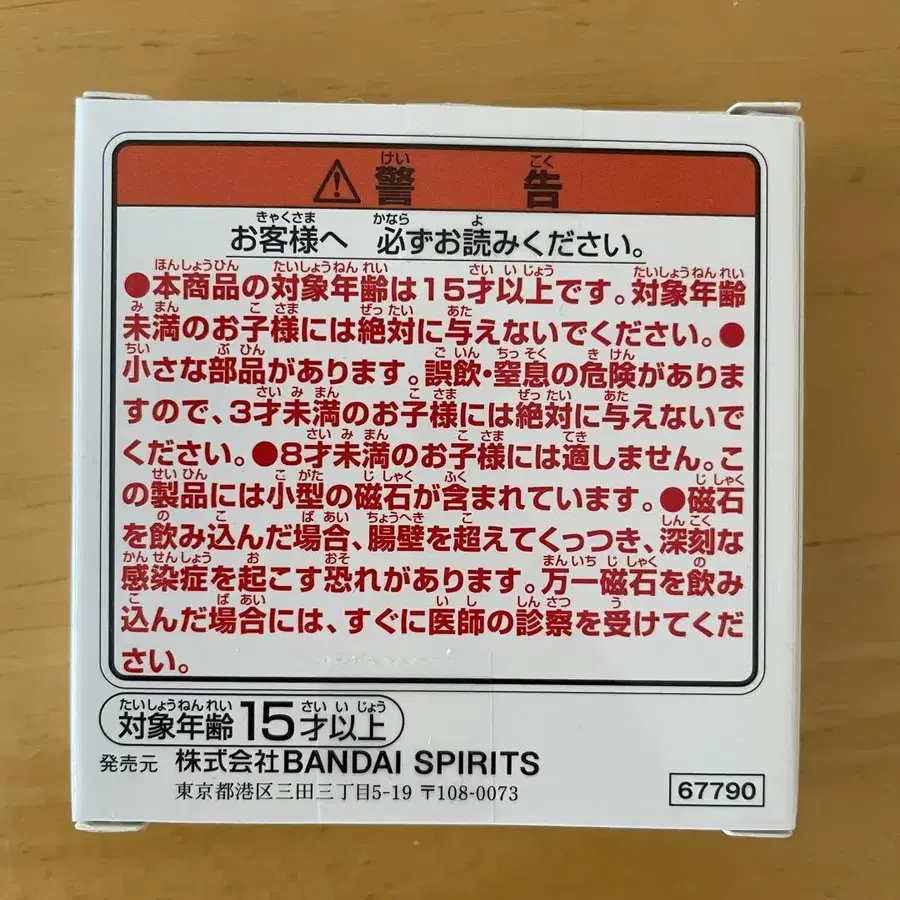 警告
お客様へ 必ずお読みください。
●本商品の対象年齢は15才以上です。対象年齢
未満のお子様には絶対に与えないでください。●
小さな部品があります。誤飲・窒息の危険がありま
すので、3才未満のお子様には絶対に与えないで
ください。●8才未満のお子様には適しません。こ
の製品には小型の磁石が含まれています。●磁石
を飲み込んだ場合、腸壁を超えてくっつき、深刻な
感染症を起こす恐れがあります。万一磁石を飲み
込んだ場合には、すぐに医師の診察を受けてくだ
さい。
対象年齢15才以上
発売元 株式会社BANDAI SPIRITS
東京都港区三田三丁目5-19 〒108-0073
67790